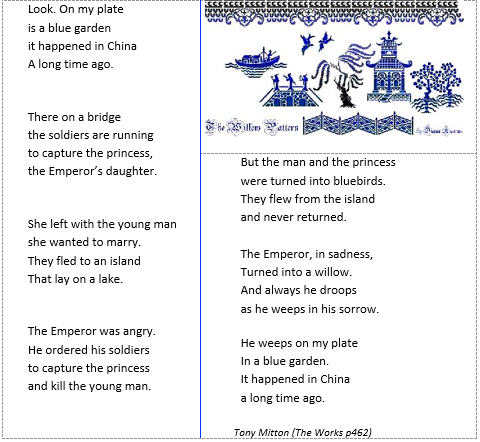 Look. On my plate
is a blue garden
it happened in China
A long time ago.
There on a bridge
the soldiers are running
to capture the princess,
the Emperor’s daughter.
She left with the young man
she wanted to marry.
They fled to an island
That lay on a lake.
The Emperor was angry.
He ordered his soldiers
to capture the princess
and kill the young man.
The Willow Pattern
But the man and the princess
were turned into bluebirds.
They flew from the island
and never returned.
The Emperor, in sadness,
Turned into a willow.
And always he droops
as he weeps in his sorrow.
He weeps on my plate
In a blue garden.
It happened in China
a long time ago.
Tony Mitton (The Works p462)